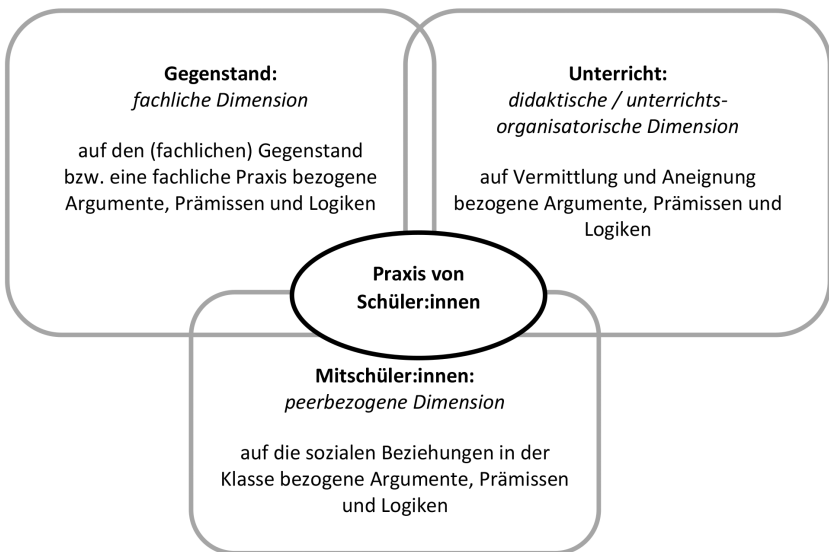 Gegenstand:
fachliche Dimension
auf den (fachlichen) Gegenstand
bzw. eine fachliche Praxis bezogene
Argumente, Prämissen und Logiken
Unterricht:
didaktische / unterrichts-
organisatorische Dimension
auf Vermittlung und Aneignung
bezogene Argumente, Prämissen und
Logiken
Praxis von
Schüler:innen
Mitschüler:innen:
peerbezogene Dimension
auf die sozialen Beziehungen in der
Klasse bezogene Argumente, Prämissen
und Logiken